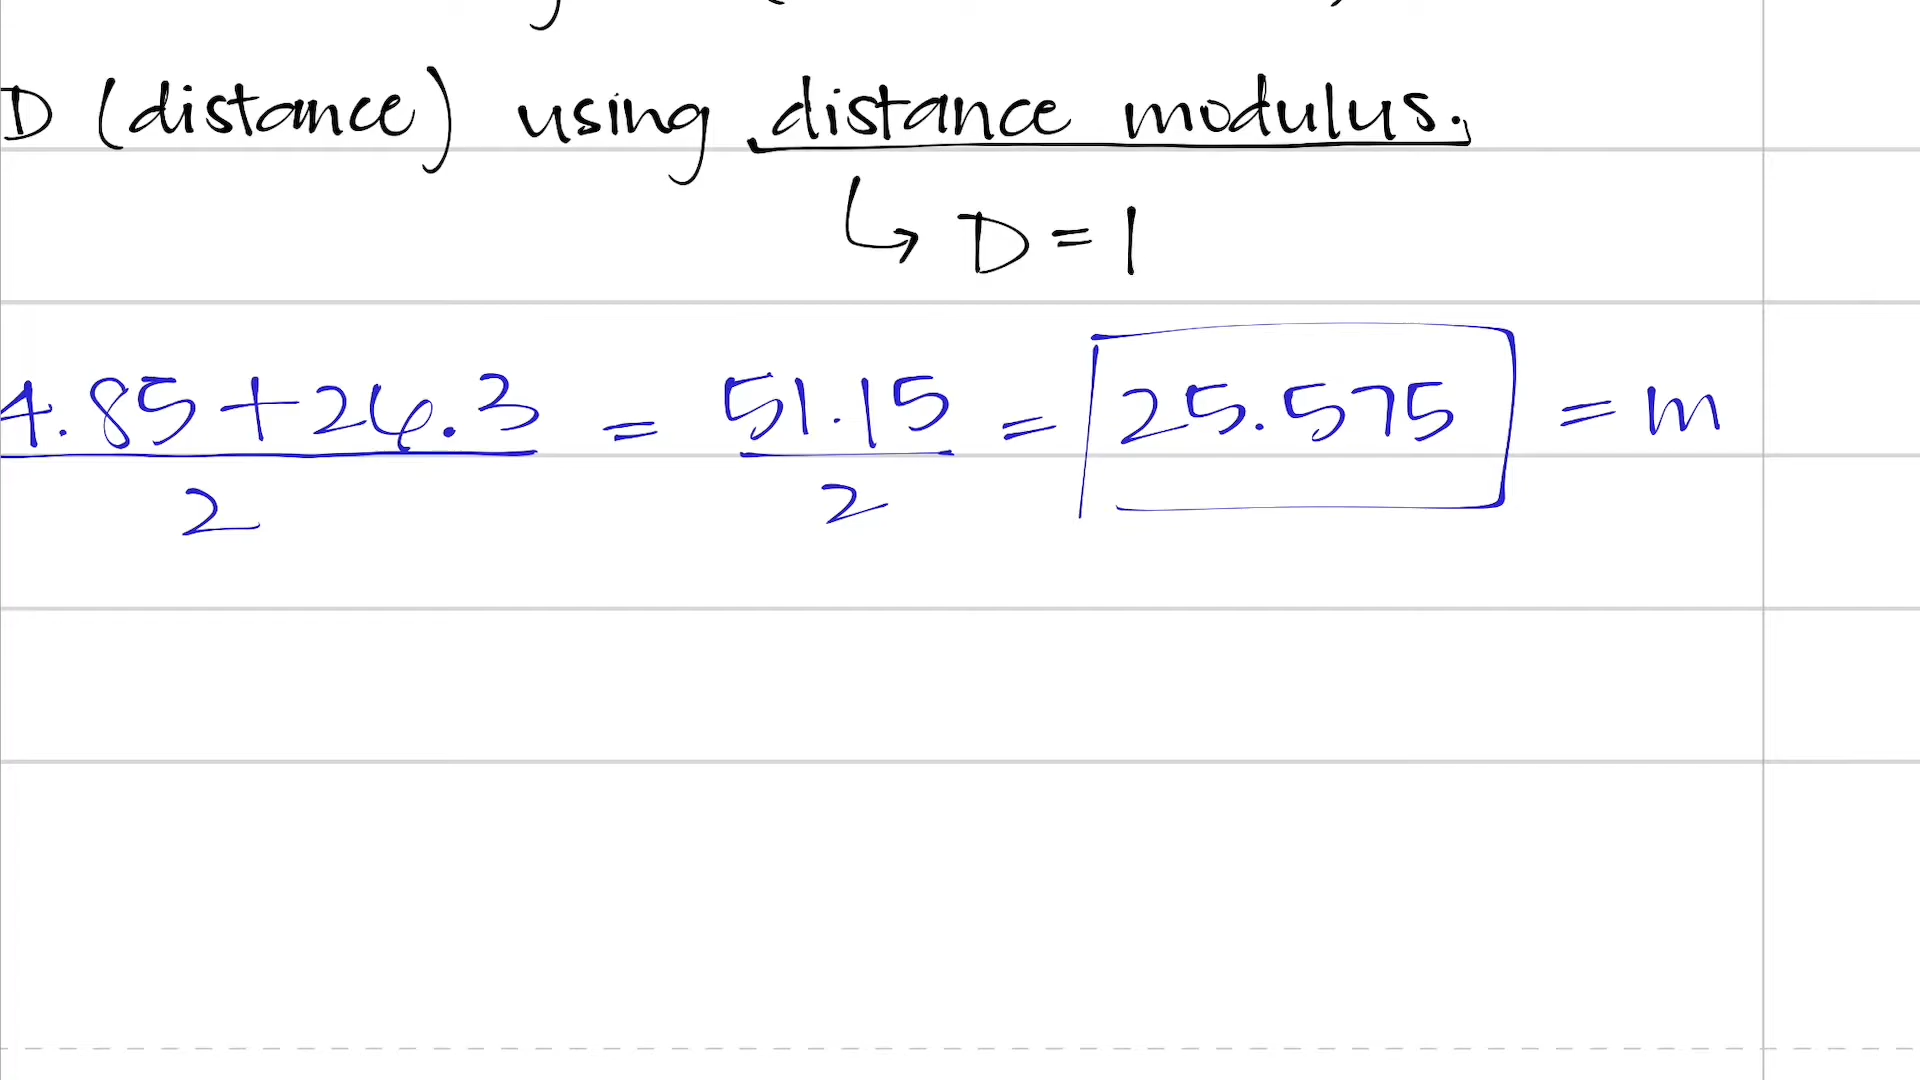 D (distance) using distance modulus.
↳ D = 1
4.85 + 26.3 = 51.15 = 25.575 = m
2 2